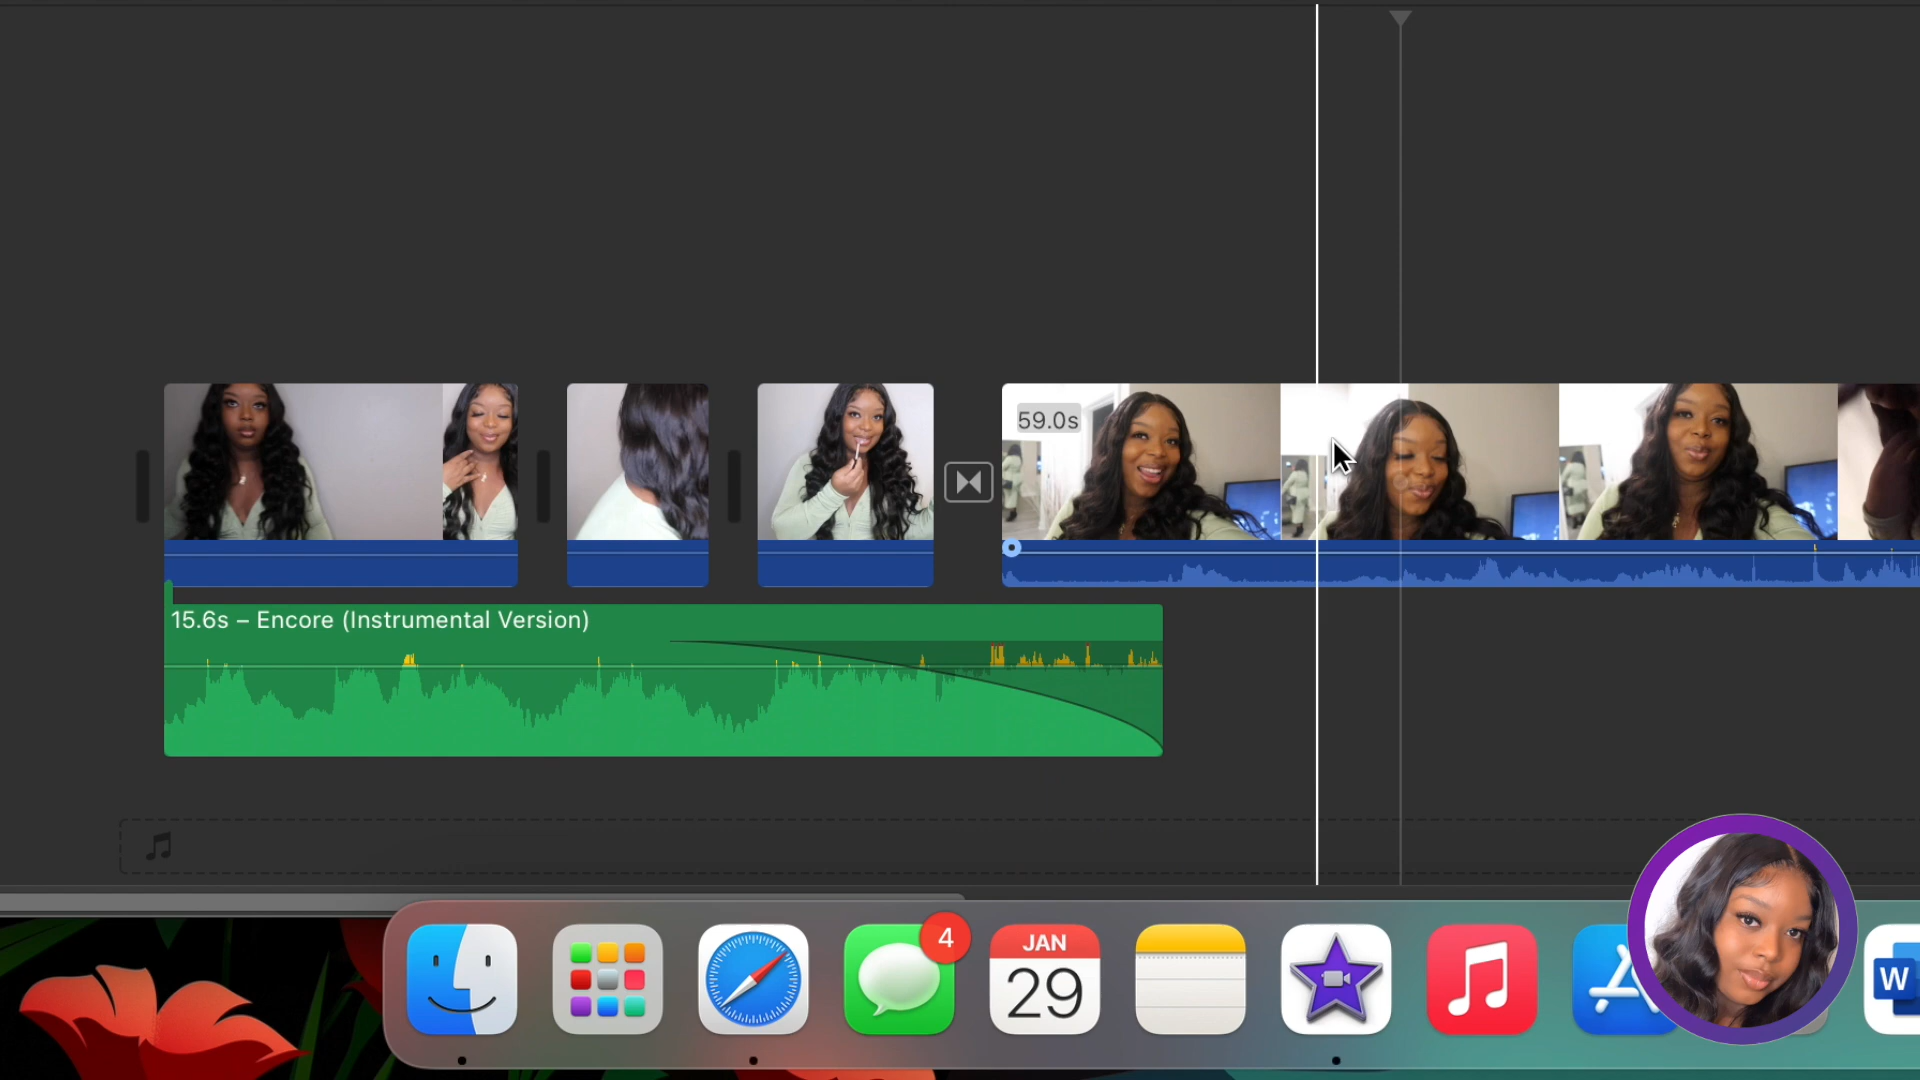 59.0s
15.6s – Encore (Instrumental Version)
4
JAN
29
W